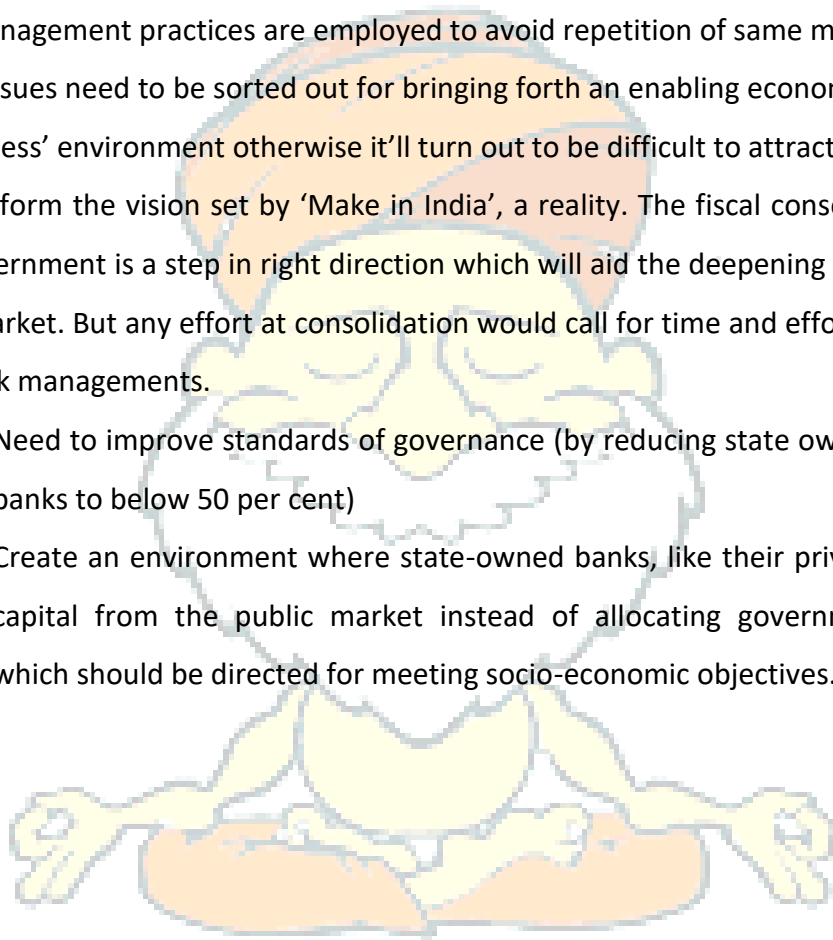 nagement practices are employed to avoid repetition of same m
sues need to be sorted out for bringing forth an enabling econor
ess’ environment otherwise it’ll turn out to be difficult to attract
form the vision set by ‘Make in India’, a reality. The fiscal conso
ernment is a step in right direction which will aid the deepening
arket. But any effort at consolidation would call for time and effo
k managements.
Need to improve standards of governance (by reducing state ow
banks to below 50 per cent)
Create an environment where state-owned banks, like their priv
capital from the public market instead of allocating governr
which should be directed for meeting socio-economic objectives.